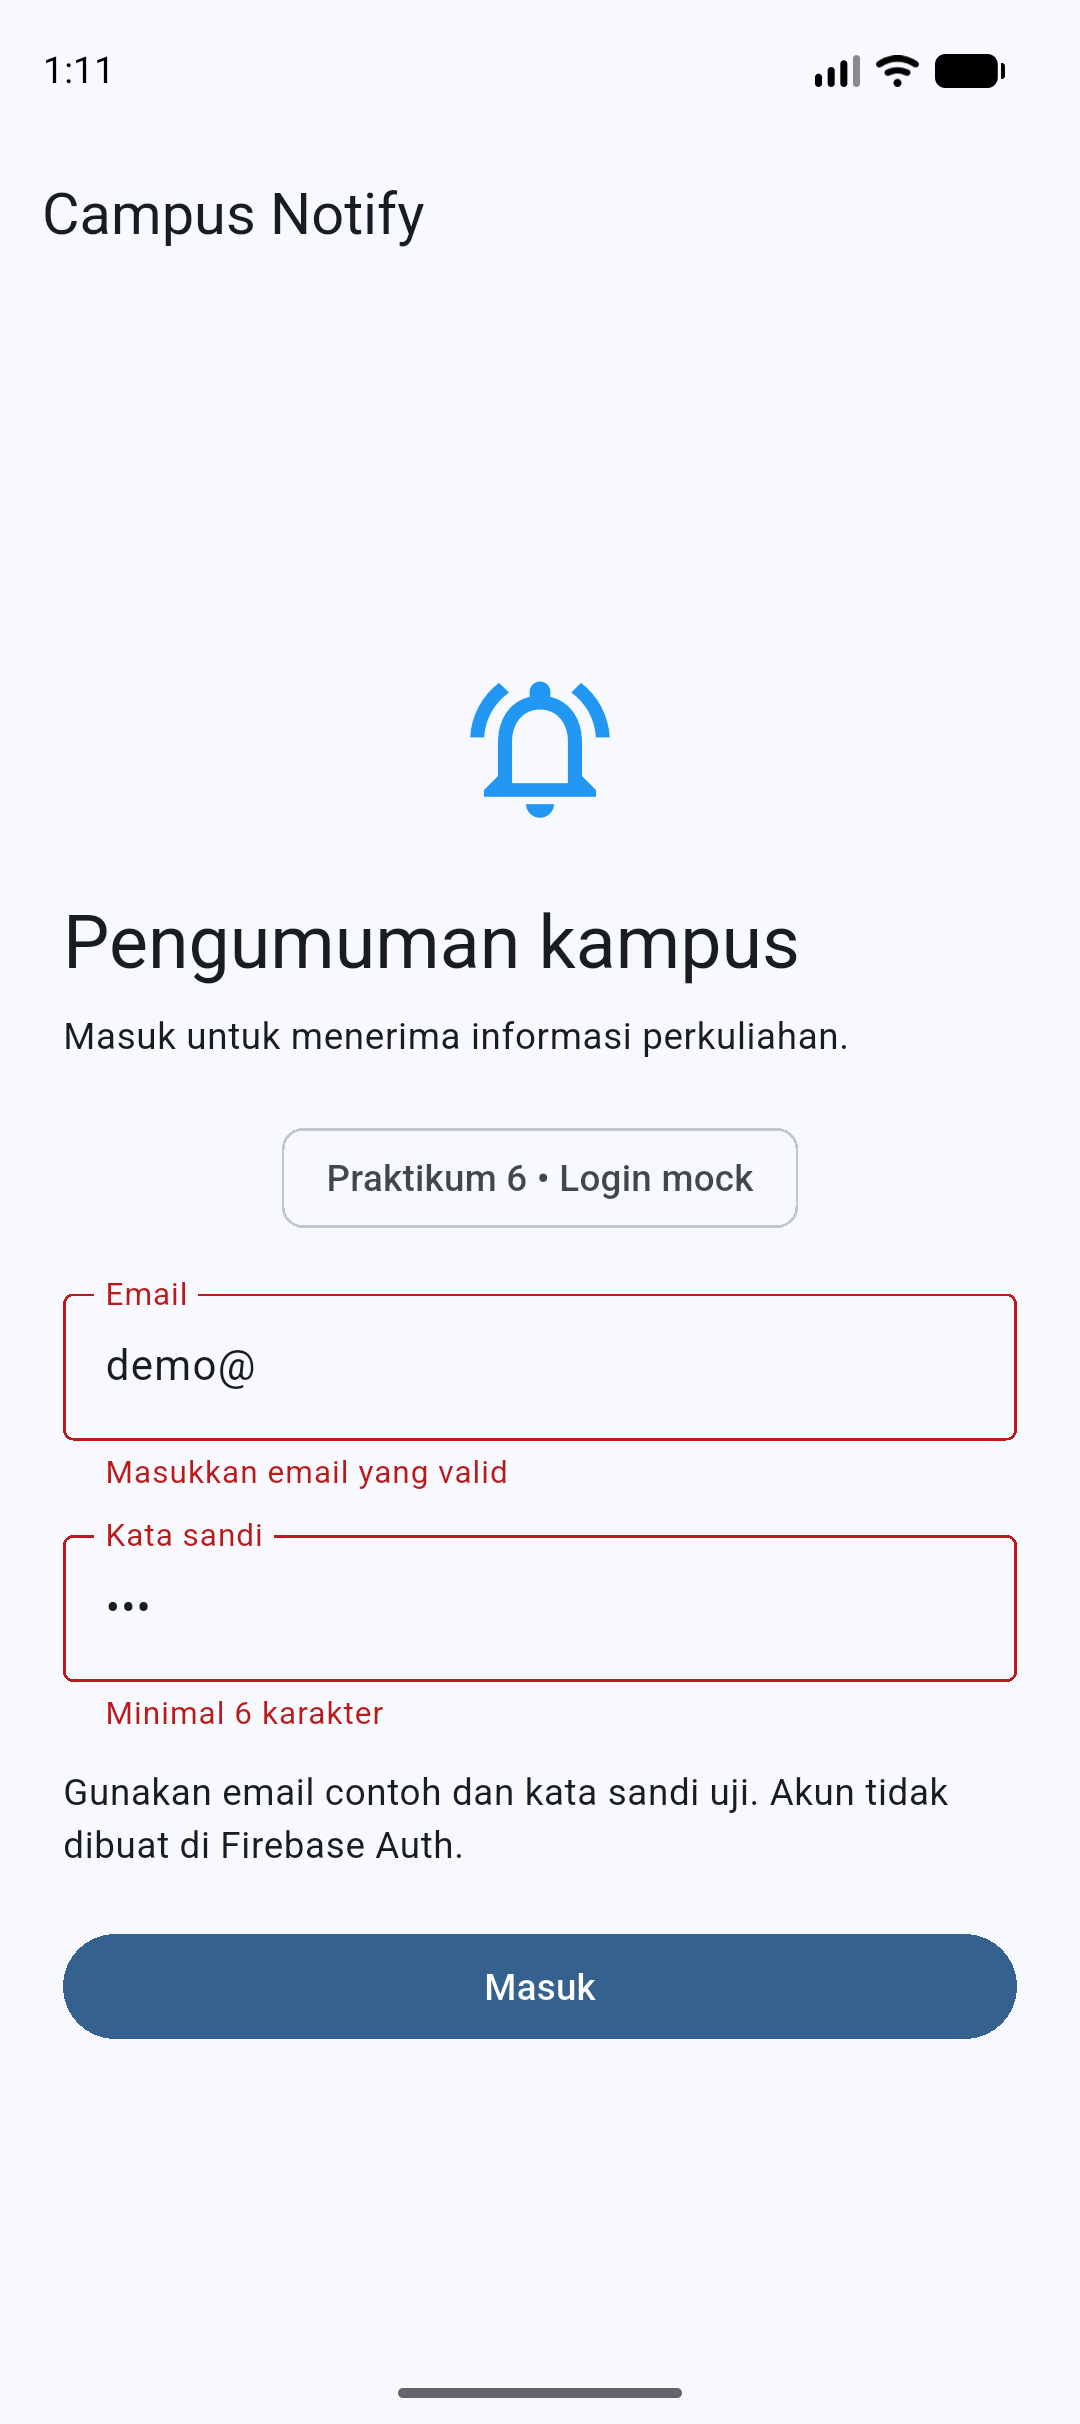 1:11
Campus Notify
Pengumuman kampus
Masuk untuk menerima informasi perkuliahan.
Praktikum 6 • Login mock
Email
demo@
Masukkan email yang valid
Kata sandi
•••
Minimal 6 karakter
Gunakan email contoh dan kata sandi uji. Akun tidak
dibuat di Firebase Auth.
Masuk